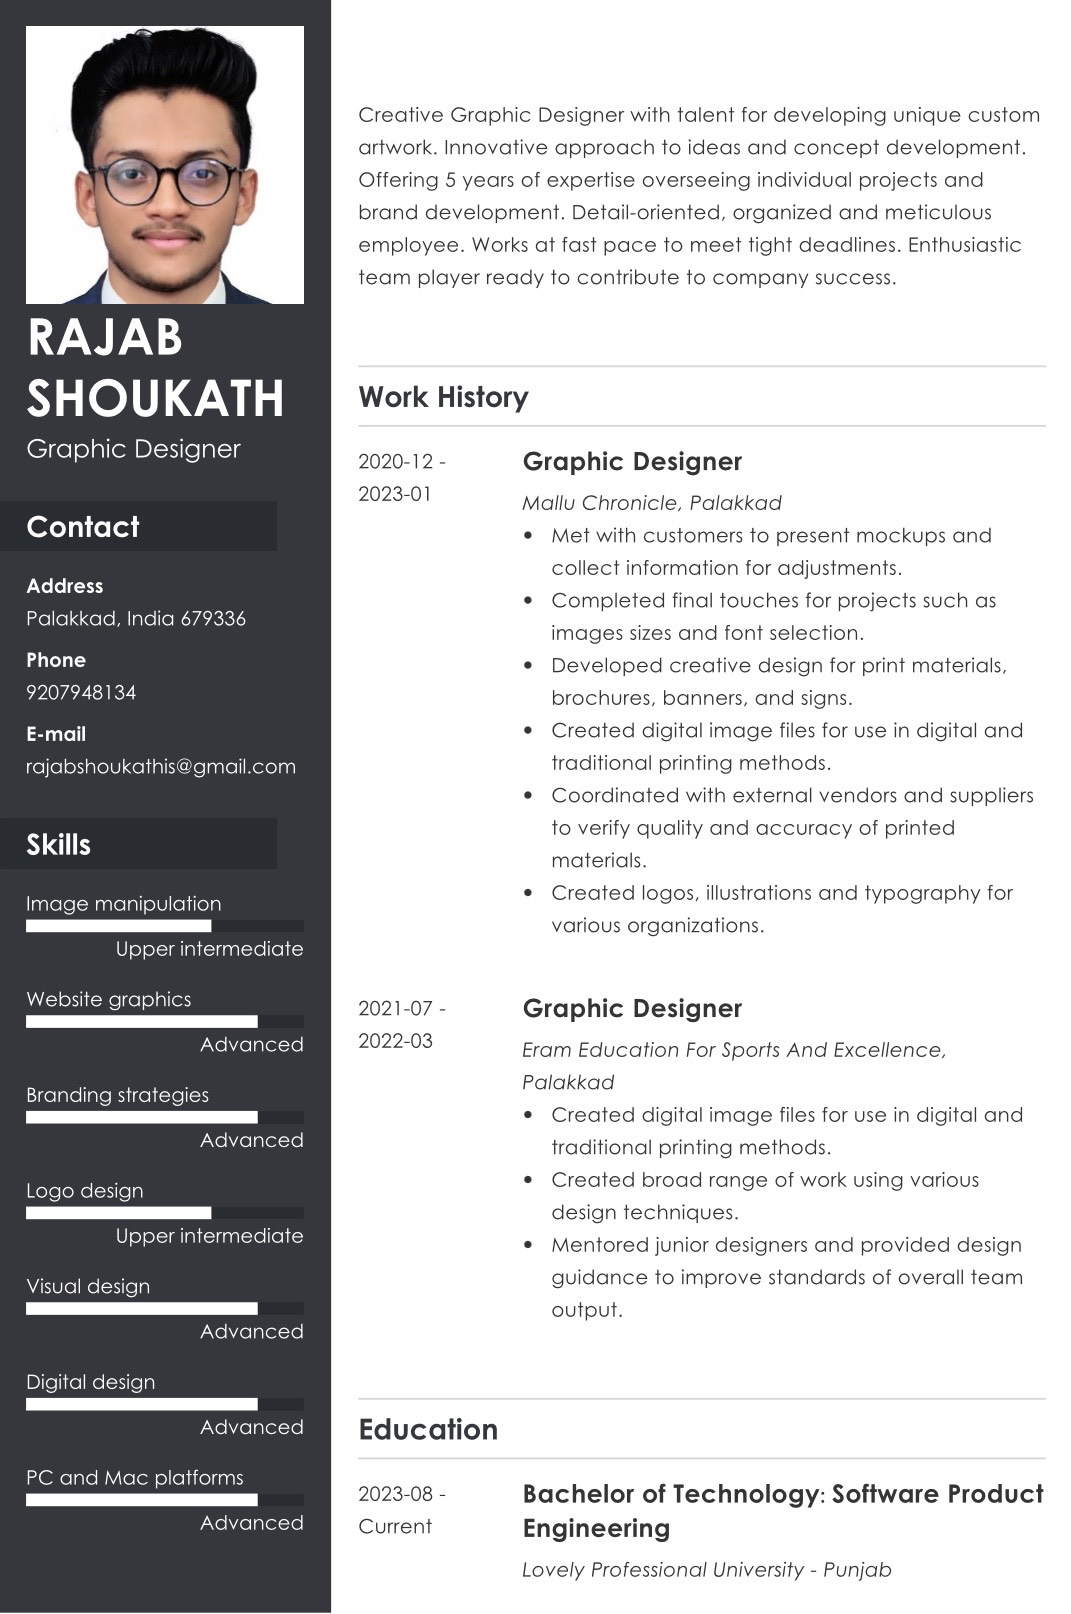 RAJAB
SHOUKATH
Graphic Designer
Contact
Address
Palakkad, India 679336
Phone
9207948134
E-mail
rajabshoukathis@gmail.com
Skills
Image manipulation
Upper intermediate
Website graphics
Advanced
Branding strategies
Advanced
Logo design
Upper intermediate
Visual design
Advanced
Digital design
Advanced
PC and Mac platforms
Advanced
Creative Graphic Designer with talent for developing unique custom
artwork. Innovative approach to ideas and concept development.
Offering 5 years of expertise overseeing individual projects and
brand development. Detail-oriented, organized and meticulous
employee. Works at fast pace to meet tight deadlines. Enthusiastic
team player ready to contribute to company success.
Work History
2020-12 -
2023-01
Graphic Designer
Mallu Chronicle, Palakkad
• Met with customers to present mockups and
collect information for adjustments.
• Completed final touches for projects such as
images sizes and font selection.
• Developed creative design for print materials,
brochures, banners, and signs.
• Created digital image files for use in digital and
traditional printing methods.
• Coordinated with external vendors and suppliers
to verify quality and accuracy of printed
materials.
• Created logos, illustrations and typography for
various organizations.
2021-07 -
2022-03
Graphic Designer
Eram Education For Sports And Excellence,
Palakkad
• Created digital image files for use in digital and
traditional printing methods.
• Created broad range of work using various
design techniques.
• Mentored junior designers and provided design
guidance to improve standards of overall team
output.
Education
2023-08 -
Current
Bachelor of Technology: Software Product
Engineering
Lovely Professional University - Punjab